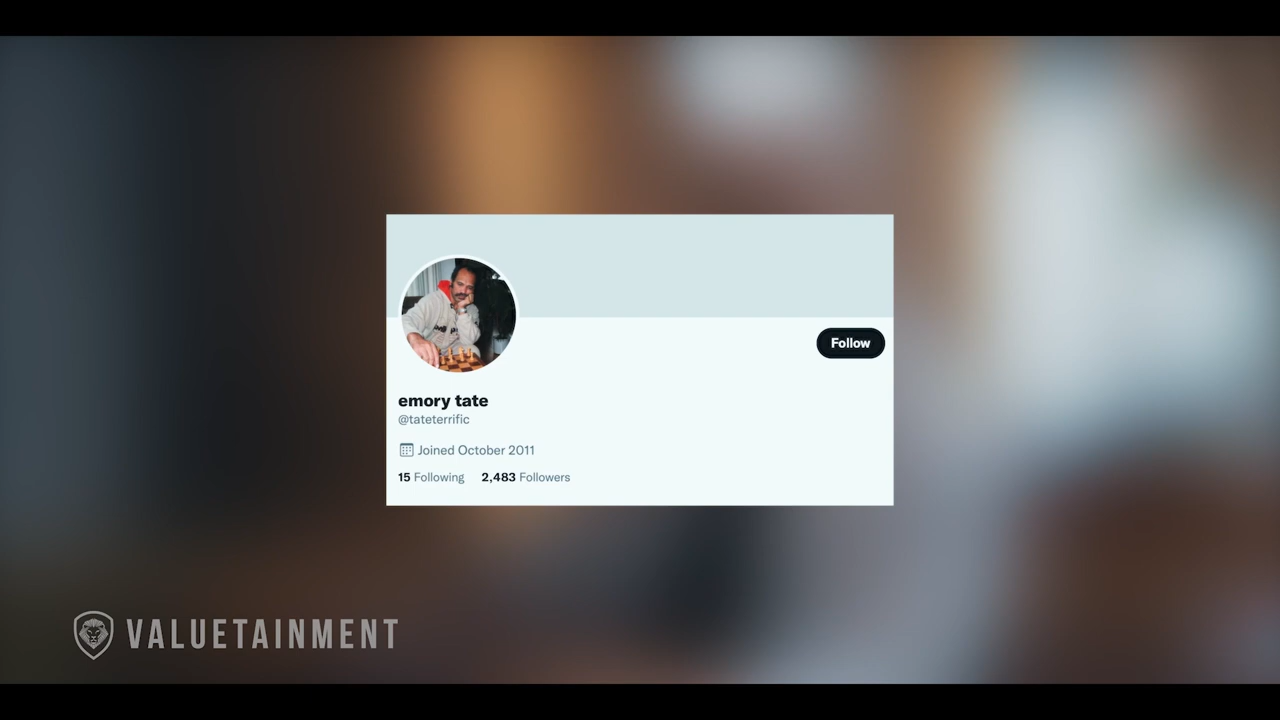 Follow
emory tate
@tateterrific
Joined October 2011
15 Following 2,483 Followers
VALUETAINMENT